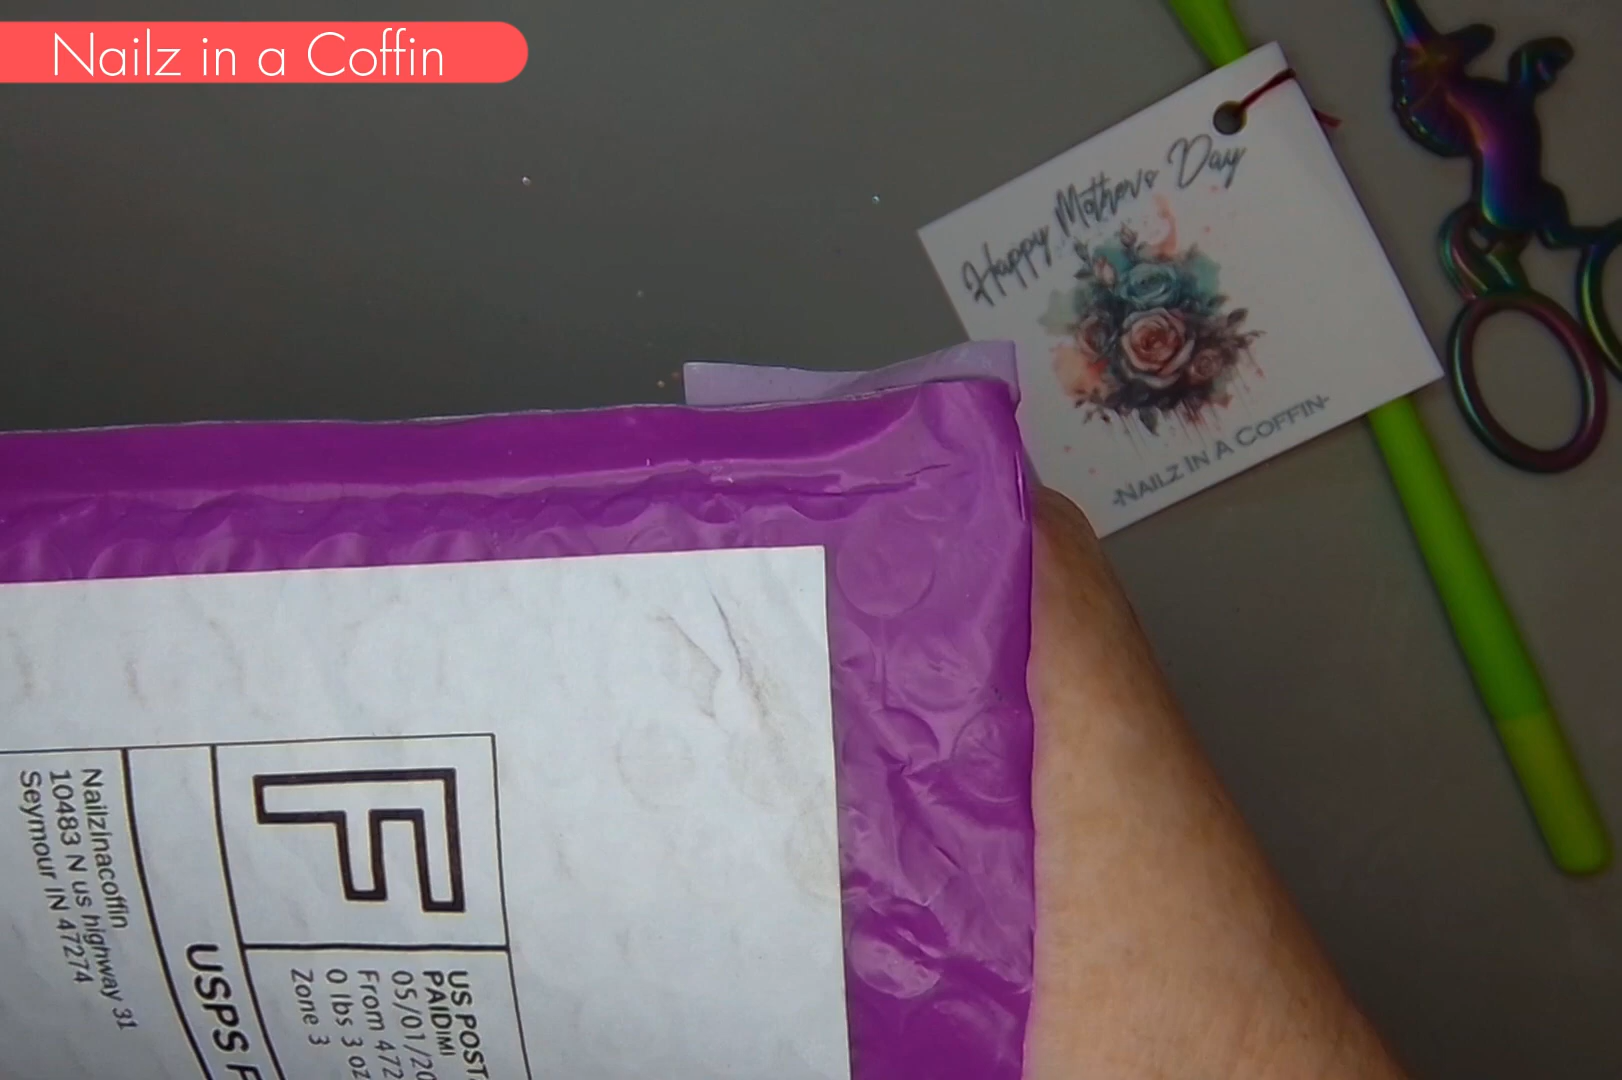 Nailz in a Coffin
Happy Mother's Day
-NAILZ IN A COFFIN-
F
US POST
PAIDIMI
05/01/20
From 472
0 lbs 3 oz
Zone 3
USPS F
Nailzinacoffin
10483 N us highway 31
Seymour IN 47274